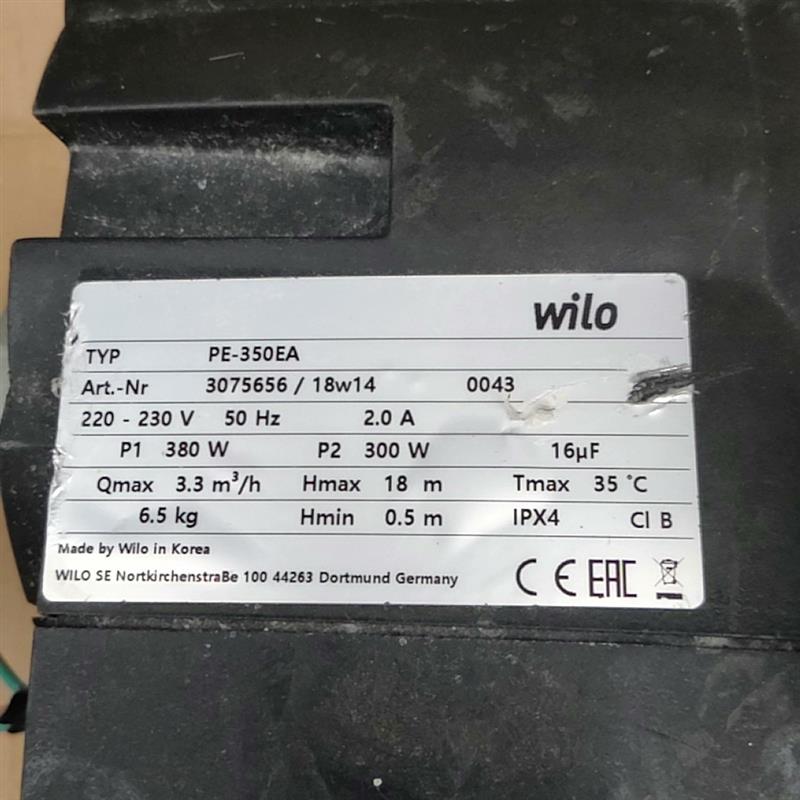 wilo
TYP PE-350EA
Art.-Nr 3075656 / 18w14 0043
220 - 230 V 50 Hz 2.0 A
P1 380 W P2 300 W 16µF
Qmax 3.3 m³/h Hmax 18 m Tmax 35 °C
6.5 kg Hmin 0.5 m IPX4 Cl B
Made by Wilo in Korea
WILO SE Nortkirchenstraße 100 44263 Dortmund Germany CE EAC